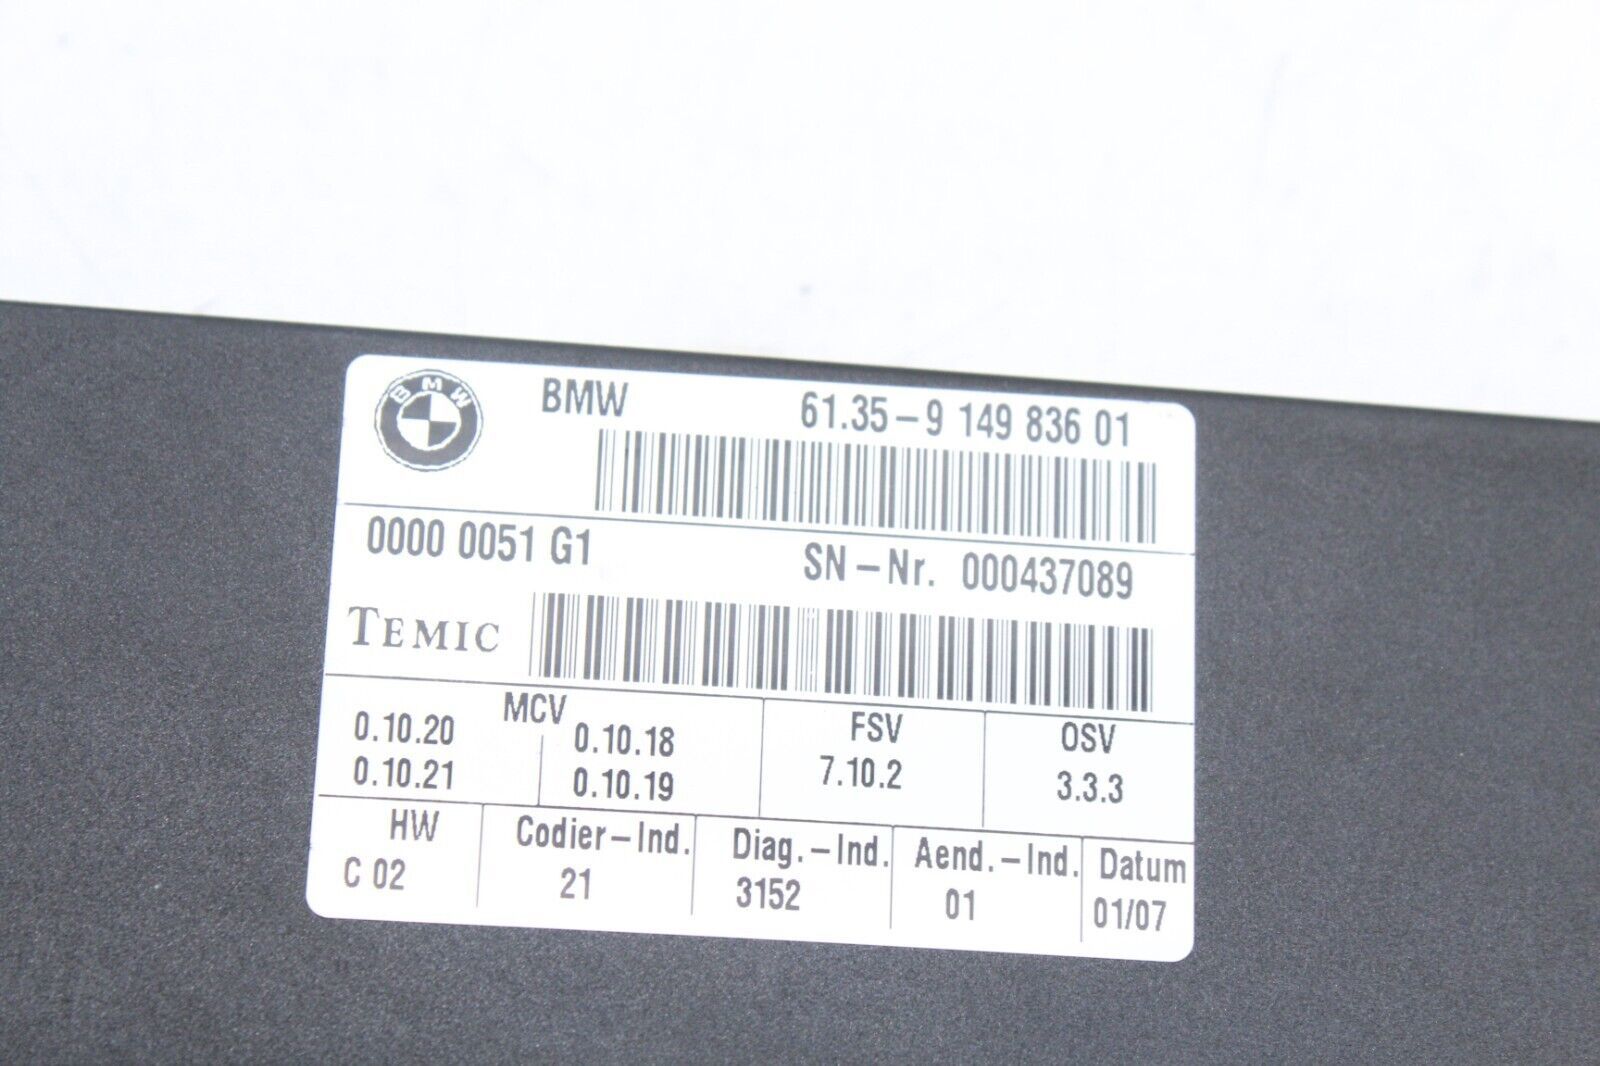 BMW
BMW 61.35-9 149 836 01
0000 0051 G1 SN-Nr. 000437089
TEMIC
MCV FSV OSV
0.10.20 0.10.18 7.10.2 3.3.3
0.10.21 0.10.19
HW Codier-Ind. Diag.-Ind. Aend.-Ind. Datum
C 02 21 3152 01 01/07